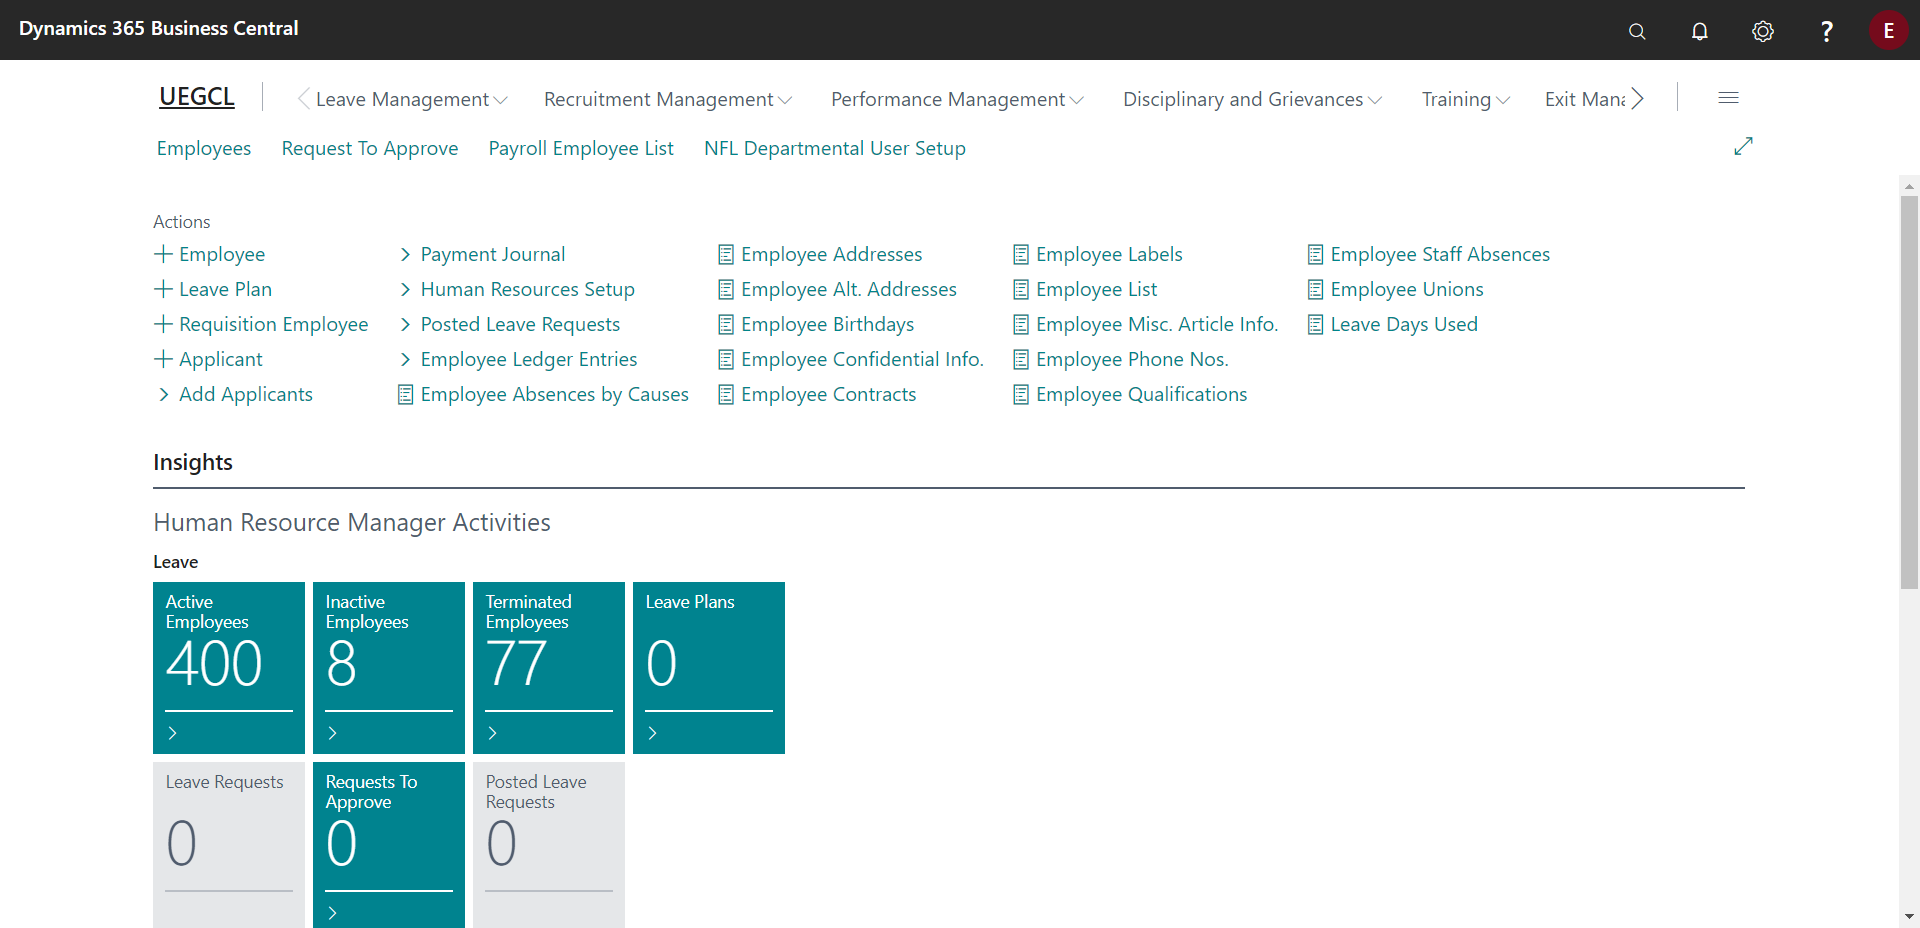 Dynamics 365 Business Central
?
E
UEGCL
Leave Management
Recruitment Management
Performance Management
Disciplinary and Grievances
Training
Exit Mana
Employees
Request To Approve
Payroll Employee List
NFL Departmental User Setup
Actions
Employee
Leave Plan
Requisition Employee
Applicant
Add Applicants
Payment Journal
Human Resources Setup
Posted Leave Requests
Employee Ledger Entries
Employee Absences by Causes
Employee Addresses
Employee Alt. Addresses
Employee Birthdays
Employee Confidential Info.
Employee Contracts
Employee Labels
Employee List
Employee Misc. Article Info.
Employee Phone Nos.
Employee Qualifications
Employee Staff Absences
Employee Unions
Leave Days Used
Insights
Human Resource Manager Activities
Leave
Active
Employees
400
Inactive
Employees
8
Terminated
Employees
77
Leave Plans
0
Leave Requests
0
Requests To
Approve
0
Posted Leave
Requests
0